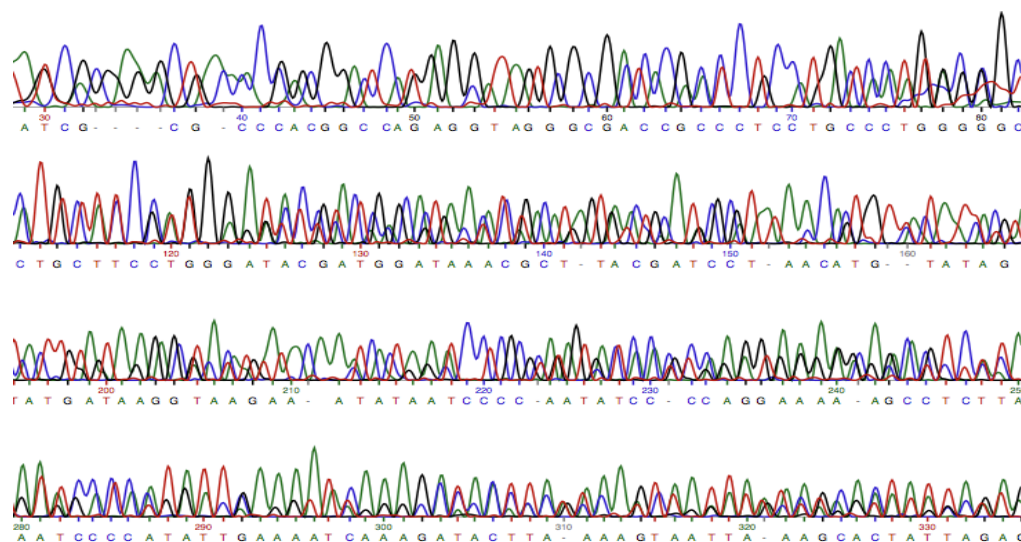 30 40 50 60 70 80
A T C G - - - - C G - C C C A C G G C C A G A G G T A G G G C G A C C G C C C T C C T G C C C T G G G G G C
C T G C T T C C T G G G A T A C G A T G G A T A A A C G C T - T A C G A T C C T - A A C A T G - - T A T A G
120 130 140 150 160
200 210 220 230 240 25
T A T G A T A A G G T A A G A A - A T A T A A T C C C C - A A T A T C C - C C A G G A A A A - A G C C T C T T A
280 290 300 310 320 330
A A T C C C C A T A T T G A A A A T C A A A G A T A C T T A - A A A G T A A T T A - A A G C A C T A T T A G A G